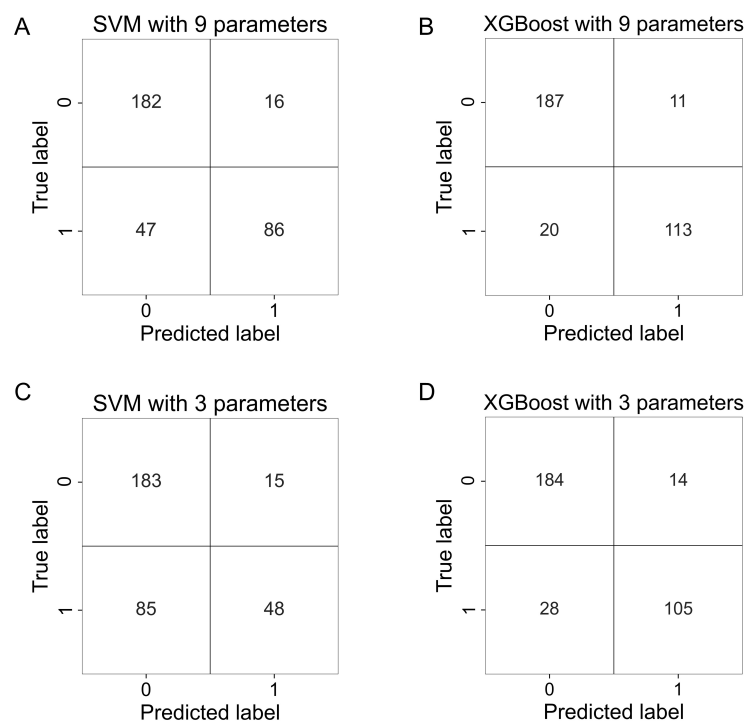 A
SVM with 9 parameters
True label
0
182
16
1
47
86
0
1
Predicted label
B
XGBoost with 9 parameters
True label
0
187
11
1
20
113
0
1
Predicted label
C
SVM with 3 parameters
True label
0
183
15
1
85
48
0
1
Predicted label
D
XGBoost with 3 parameters
True label
0
184
14
1
28
105
0
1
Predicted label